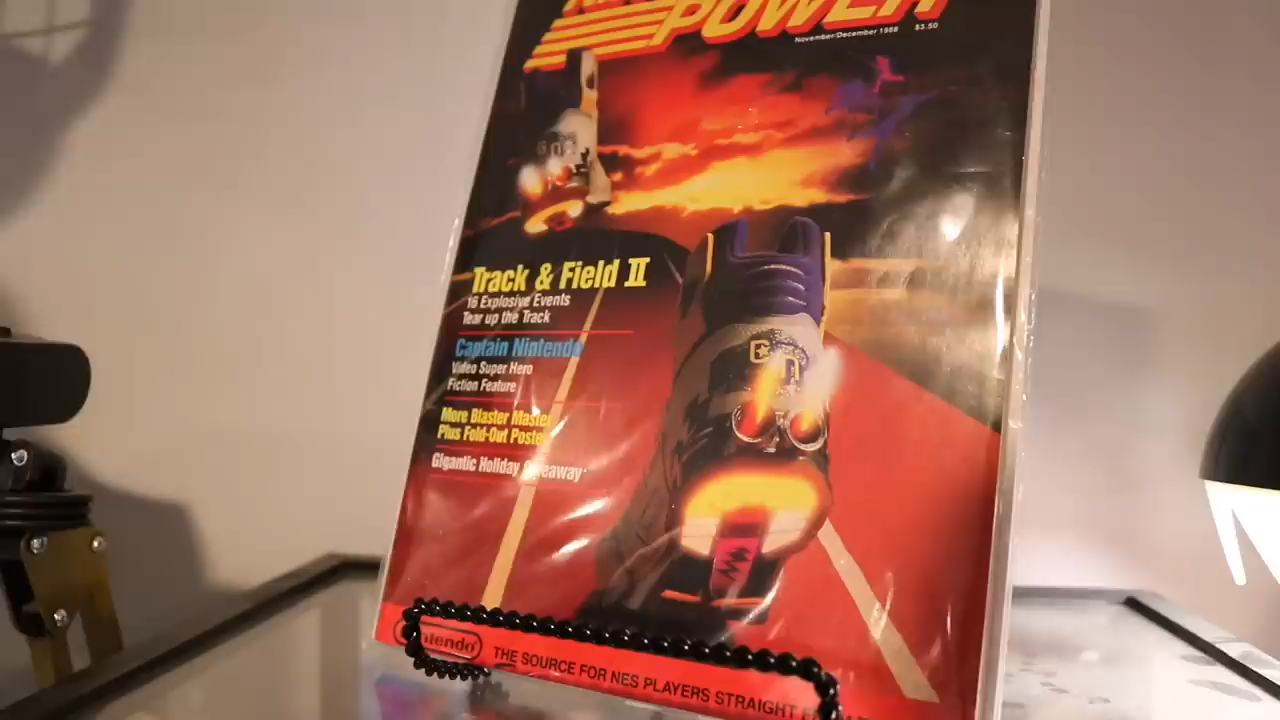 POWER
November/December 1988 $3.50
Track & Field II
16 Explosive Events
Tear up the Track
Captain Nintendo
Video Super Hero
Fiction Feature
More Blaster Master
Plus Fold-Out Poster
Gigantic Holiday
Nintendo
THE SOURCE FOR NES PLAYERS STRAIGHT